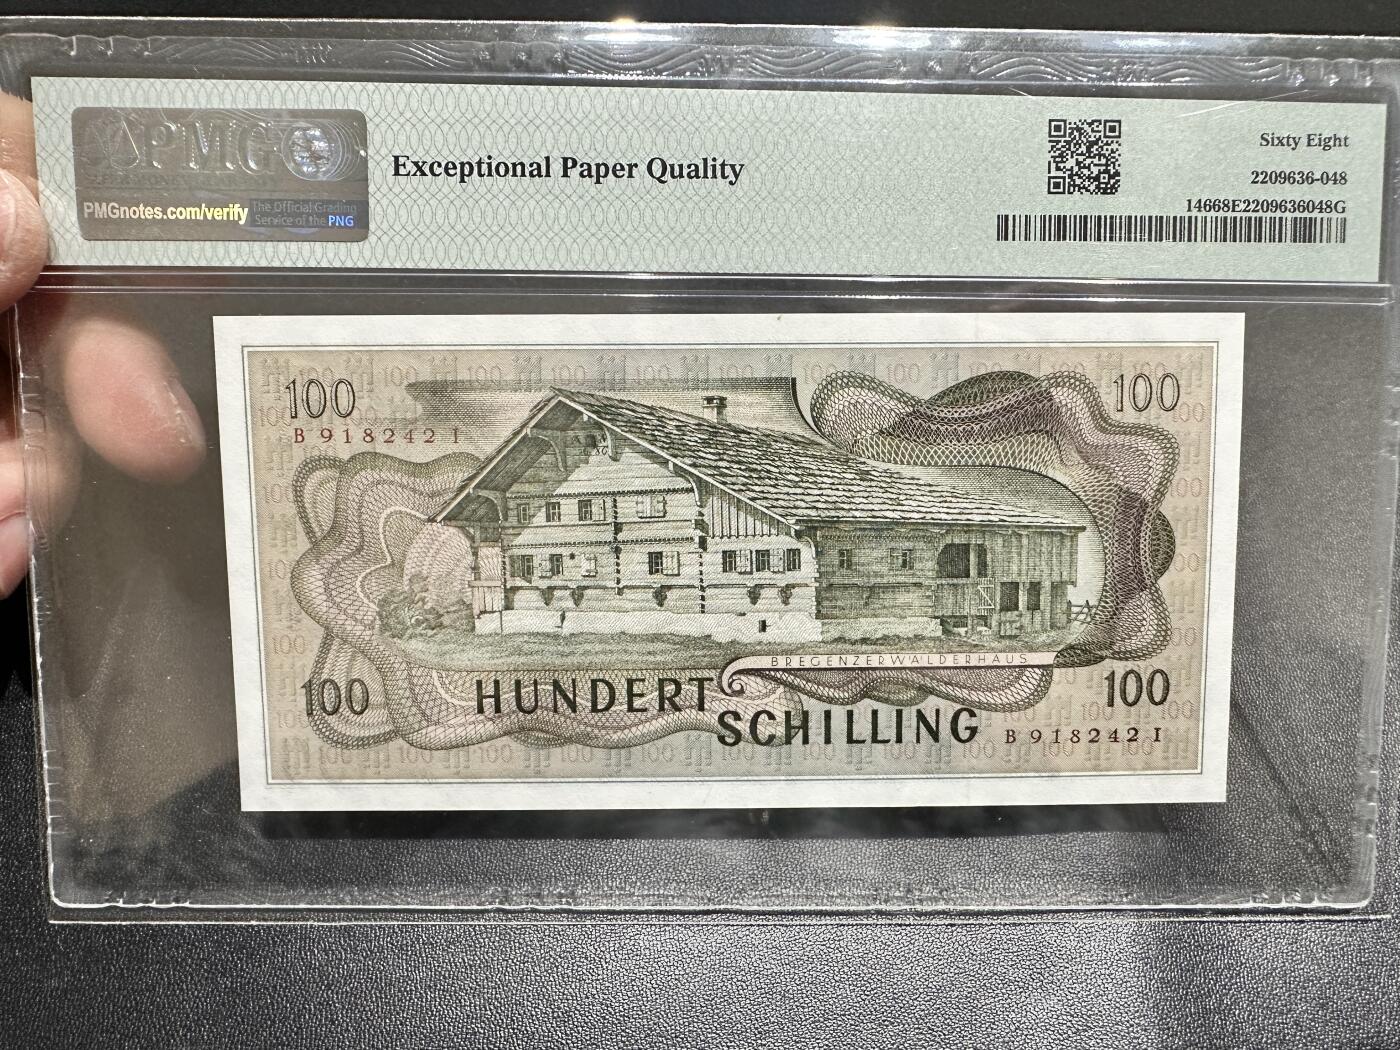 PMG
PMGnotes.com/verify
The Official Grading
Service of the PNG
Exceptional Paper Quality
Sixty Eight
2209636-048
14668E2209636048G
100
100
B 918242 I
BREGENZERWÄLDERHAUS
100
HUNDERT
SCHILLING
100
B 918242 I